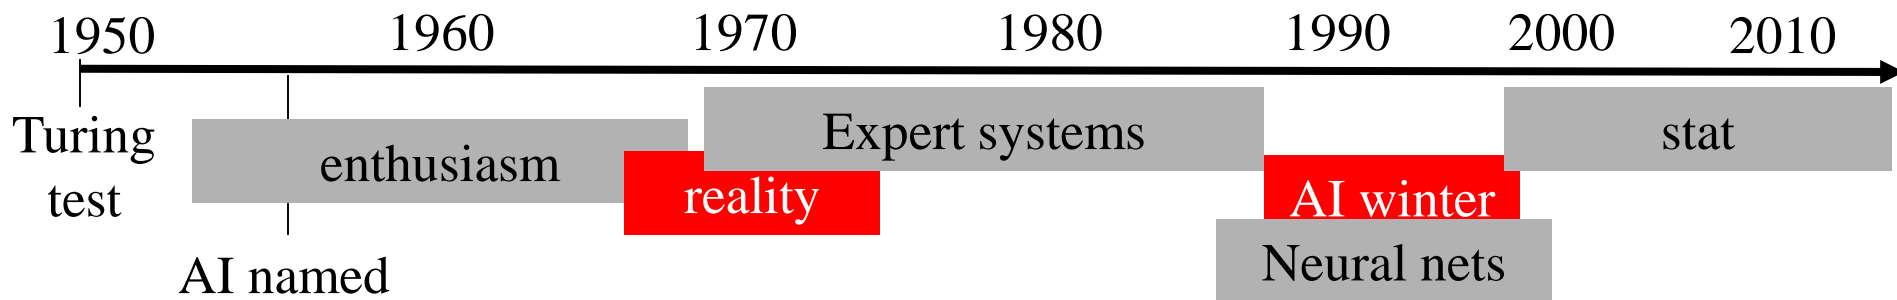 1950 1960 1970 1980 1990 2000 2010
Turing
test
enthusiasm
Expert systems
stat
reality
AI winter
AI named
Neural nets